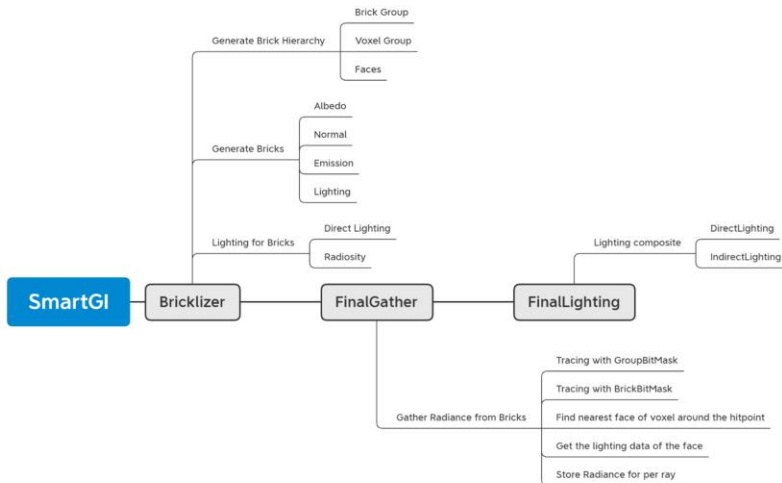 Brick Group
Generate Brick Hierarchy
Voxel Group
Faces
Albedo
Normal
Generate Bricks
Emission
Lighting
Direct Lighting
Lighting for Bricks
Radiosity
DirectLighting
Lighting composite
IndirectLighting
SmartGI
Bricklizer
FinalGather
FinalLighting
Tracing with GroupBitMask
Tracing with BrickBitMask
Gather Radiance from Bricks
Find nearest face of voxel around the hitpoint
Get the lighting data of the face
Store Radiance for per ray